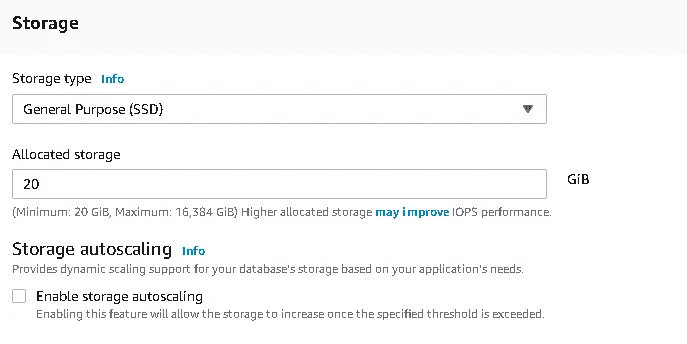 Storage
Storage type Info
General Purpose (SSD)
Allocated storage
20
GiB
(Minimum: 20 GiB, Maximum: 16,384 GiB) Higher allocated storage may improve IOPS performance.
Storage autoscaling Info
Provides dynamic scaling support for your database's storage based on your application's needs.
Enable storage autoscaling
Enabling this feature will allow the storage to increase once the specified threshold is exceeded.